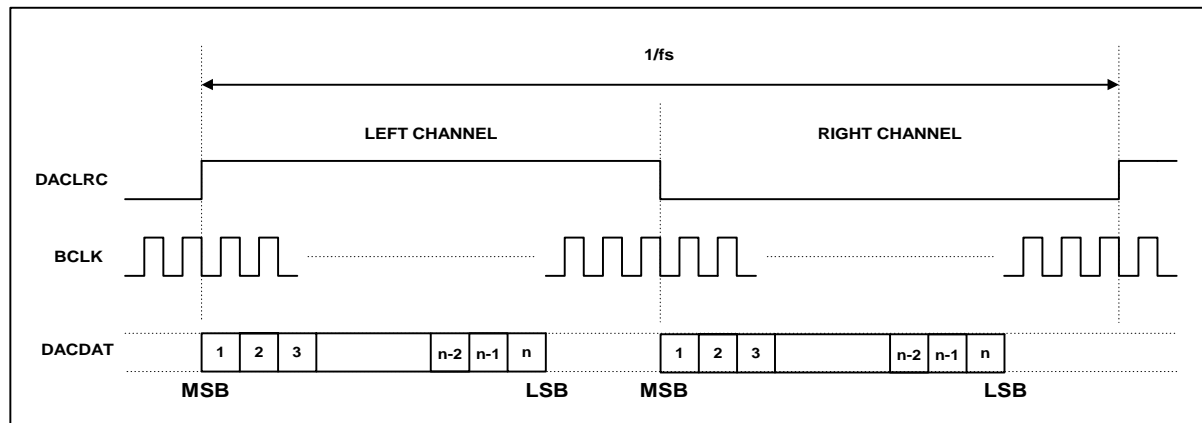 1/fs
LEFT CHANNEL RIGHT CHANNEL
DACLRC
BCLK
DACDAT 1 2 3 n-2 n-1 n 1 2 3 n-2 n-1 n
MSB LSB MSB LSB